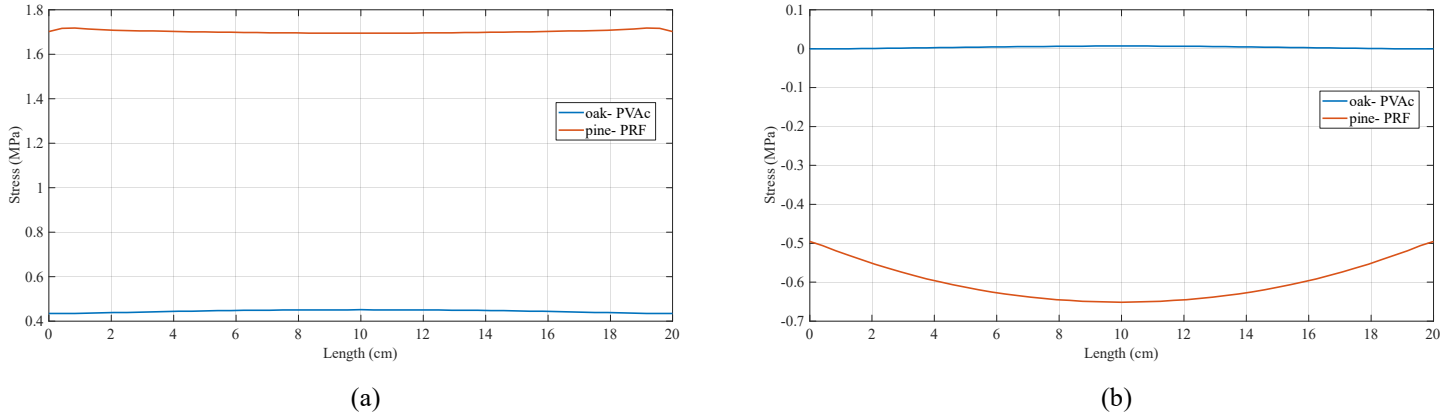 1.8
1.6
1.4
1.2
1
0.8
0.6
0.4
Stress (MPa)
0 2 4 6 8 10 12 14 16 18 20
Length (cm)
oak- PVAc
pine- PRF
(a)
0.1
0
-0.1
-0.2
-0.3
-0.4
-0.5
-0.6
-0.7
Stress (MPa)
0 2 4 6 8 10 12 14 16 18 20
Length (cm)
oak- PVAc
pine- PRF
(b)